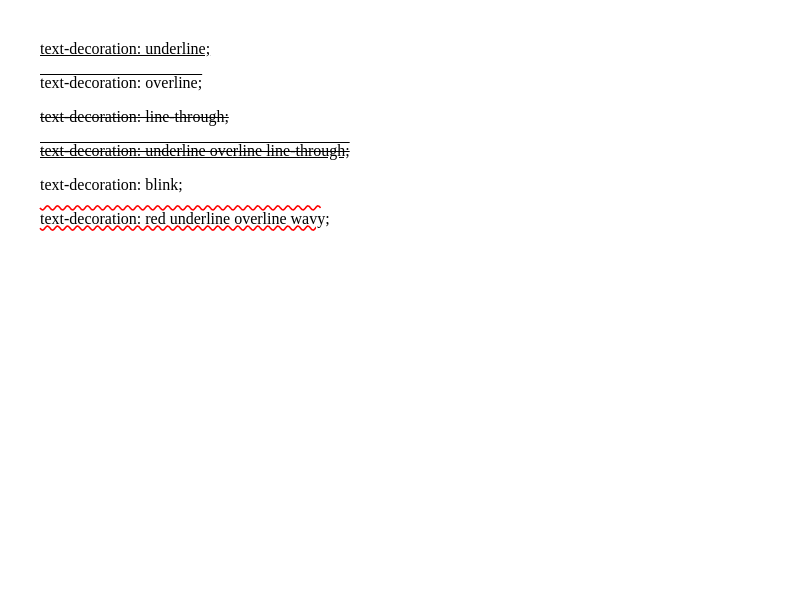 text-decoration: underline;
text-decoration: overline;
text-decoration: line-through;
text-decoration: underline overline line-through;
text-decoration: blink;
text-decoration: red underline overline wavy;